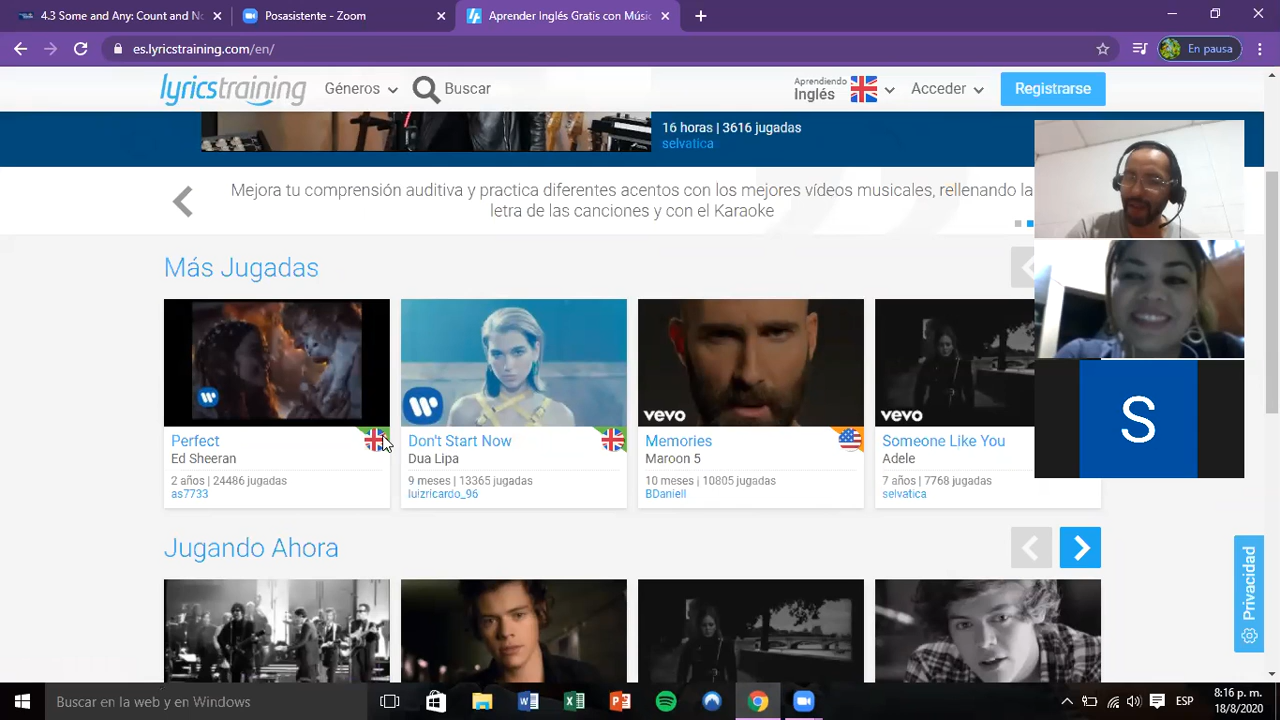 4.3 Some and Any: Count and No
Posasistente - Zoom
Aprender Inglés Gratis con Músic
es.lyricstraining.com/en/
En pausa
lyricstraining
Géneros
Buscar
Aprendiendo
Inglés
Acceder
Registrarse
16 horas | 3616 jugadas
selvatica
Mejora tu comprensión auditiva y practica diferentes acentos con los mejores vídeos musicales, rellenando la
letra de las canciones y con el Karaoke
Más Jugadas
vevo
vevo
Perfect
Ed Sheeran
2 años | 24486 jugadas
as7733
Don't Start Now
Dua Lipa
9 meses | 13365 jugadas
luizricardo_96
Memories
Maroon 5
10 meses | 10805 jugadas
BDaniell
Someone Like You
Adele
7 años | 7768 jugadas
selvatica
S
Jugando Ahora
Privacidad
Buscar en la web y en Windows
ESP
8:16 p. m.
18/8/2020